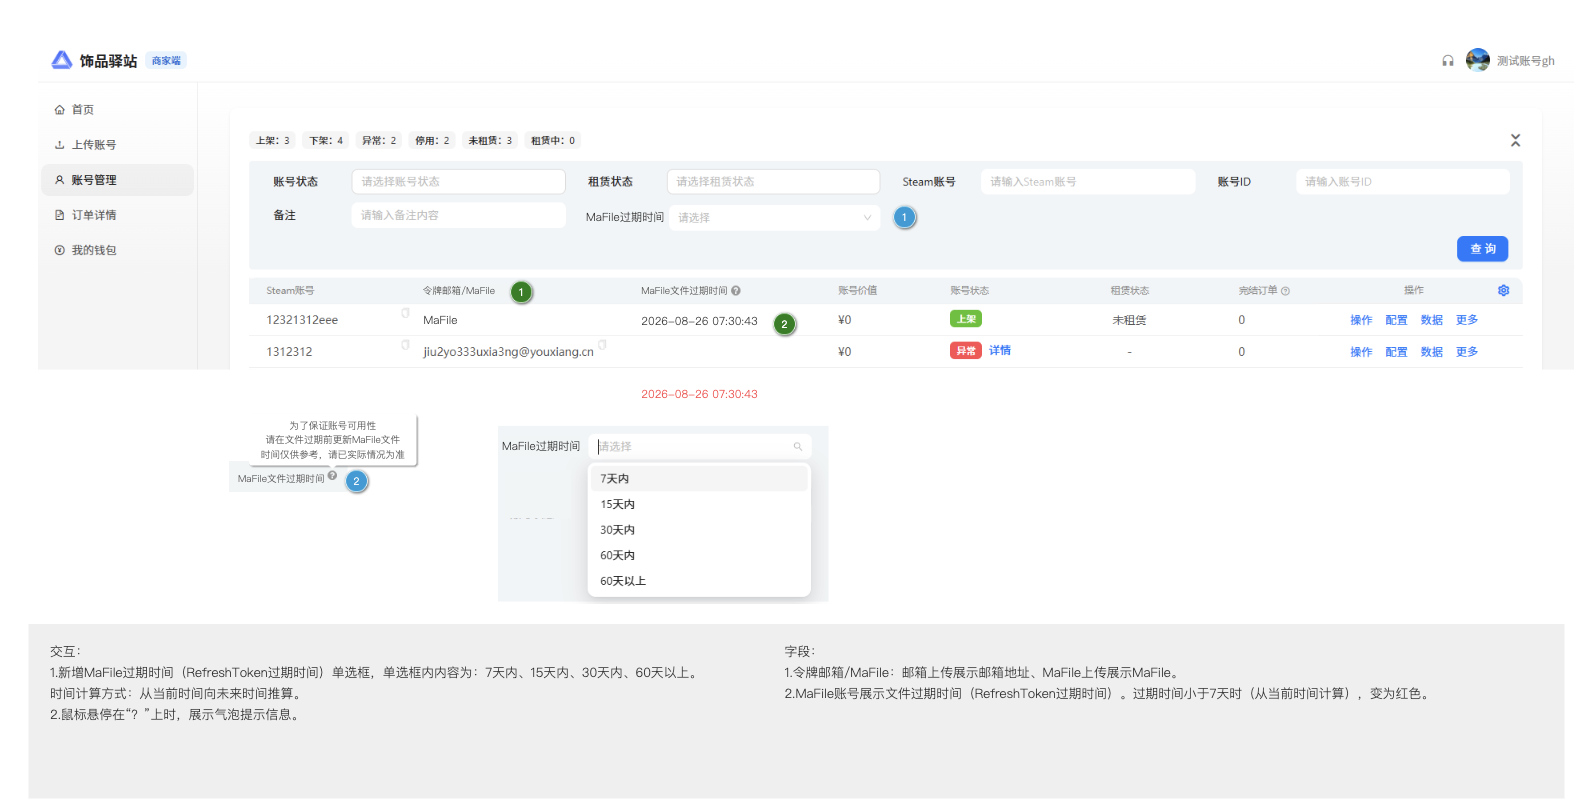 饰品驿站 商家端
测试账号gh
首页
上传账号
账号管理
订单详情
我的钱包
上架：3 下架：4 异常：2 停用：2 未租赁：3 租赁中：0
账号状态 请选择账号状态 租赁状态 请选择租赁状态 Steam账号 请输入Steam账号 账号ID 请输入账号ID
备注 请输入备注内容 MaFile过期时间 请选择 1
查 询
Steam账号 令牌邮箱/MaFile 1 MaFile文件过期时间 ? 账号价值 账号状态 租赁状态 完结订单 ? 操作
12321312eee MaFile 2026-08-26 07:30:43 2 ¥0 上架 未租赁 0 操作 配置 数据 更多
1312312 jiu2yo333uxia3ng@youxiang.cn ¥0 异常 详情 - 0 操作 配置 数据 更多
2026-08-26 07:30:43
为了保证账号可用性
请在文件过期前更新MaFile文件
时间仅供参考，请已实际情况为准
MaFile文件过期时间 ? 2
MaFile过期时间 请选择
7天内
15天内
30天内
60天内
60天以上
交互：
1.新增MaFile过期时间（RefreshToken过期时间）单选框，单选框内内容为：7天内、15天内、30天内、60天以上。
时间计算方式：从当前时间向未来时间推算。
2.鼠标悬停在“？”上时，展示气泡提示信息。
字段：
1.令牌邮箱/MaFile：邮箱上传展示邮箱地址、MaFile上传展示MaFile。
2.MaFile账号展示文件过期时间（RefreshToken过期时间）。过期时间小于7天时（从当前时间计算），变为红色。